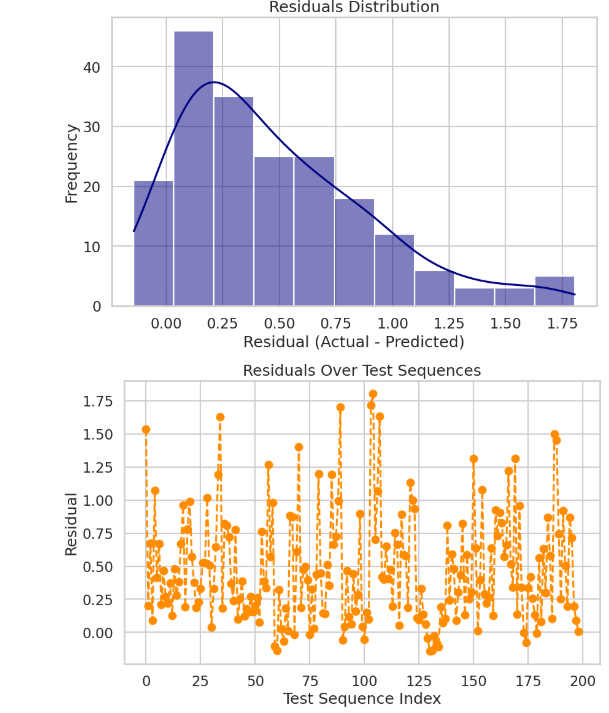 Residuals Distribution
40
30
20
10
0
Frequency
0.00 0.25 0.50 0.75 1.00 1.25 1.50 1.75
Residual (Actual - Predicted)
Residuals Over Test Sequences
1.75
1.50
1.25
1.00
0.75
0.50
0.25
0.00
Residual
0 25 50 75 100 125 150 175 200
Test Sequence Index